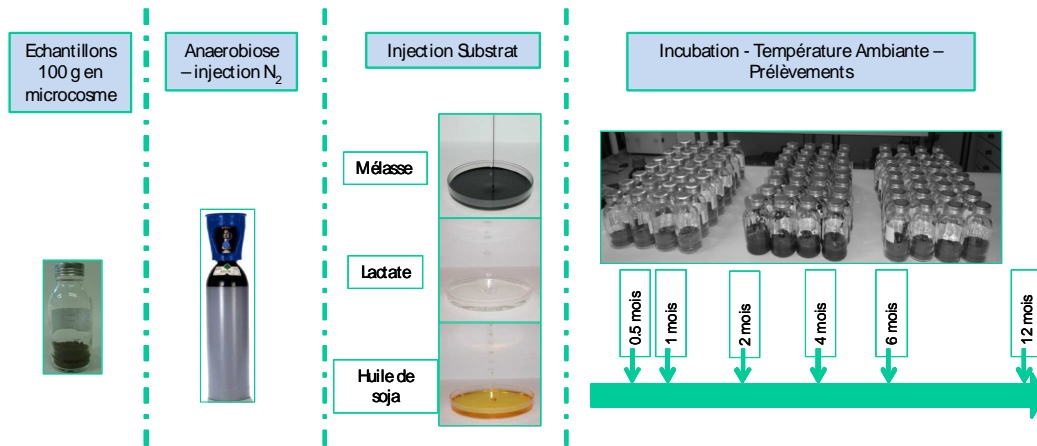 Echantillons
100 g en
microcosme
Anaerobiose
– injection N₂
Injection Substrat
Incubation - Température Ambiante –
Prélèvements
Mélasse
Lactate
Huile de
soja
0.5 mois
1 mois
2 mois
4 mois
6 mois
12 mois